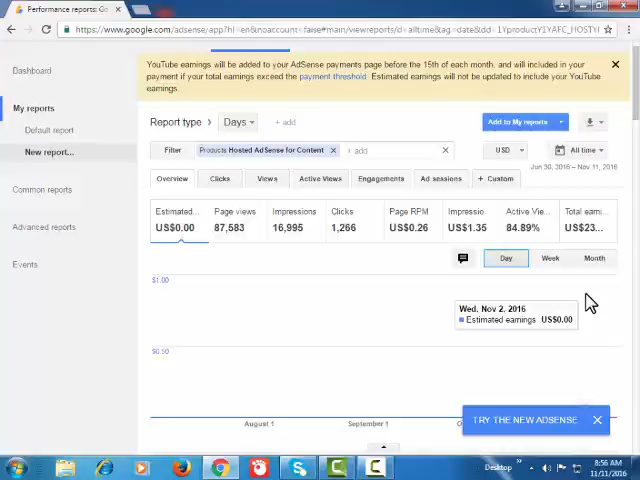 Performance reports: Go
https://www.google.com/adsense/app?hl=en&noaccount=false#main/viewreports/d=alltime&tag=date&dd=1YproductY1YAFC_HOSTI
YouTube earnings will be added to your AdSense payments page before the 15th of each month, and will included in your
payment if your total earnings exceed the payment threshold. Estimated earnings will not be updated to include your YouTube
earnings.
Dashboard
My reports
Default report
New report...
Common reports
Advanced reports
Events
Report type
Days
+ add
Add to My reports
Filter
Products Hosted AdSense for Content
+ add
USD
All time
Jun 30, 2016 – Nov 11, 2016
Overview
Clicks
Views
Active Views
Engagements
Ad sessions
+ Custom
Estimated... Page views Impressions Clicks Page RPM Impressio Active Vie... Total earni...
US$0.00 87,583 16,995 1,266 US$0.26 US$1.35 84.89% US$23...
Day Week Month
$1.00
Wed, Nov 2, 2016
Estimated earnings US$0.00
$0.50
TRY THE NEW ADSENSE
August 1
September 1
Desktop
8:56 AM
11/11/2016